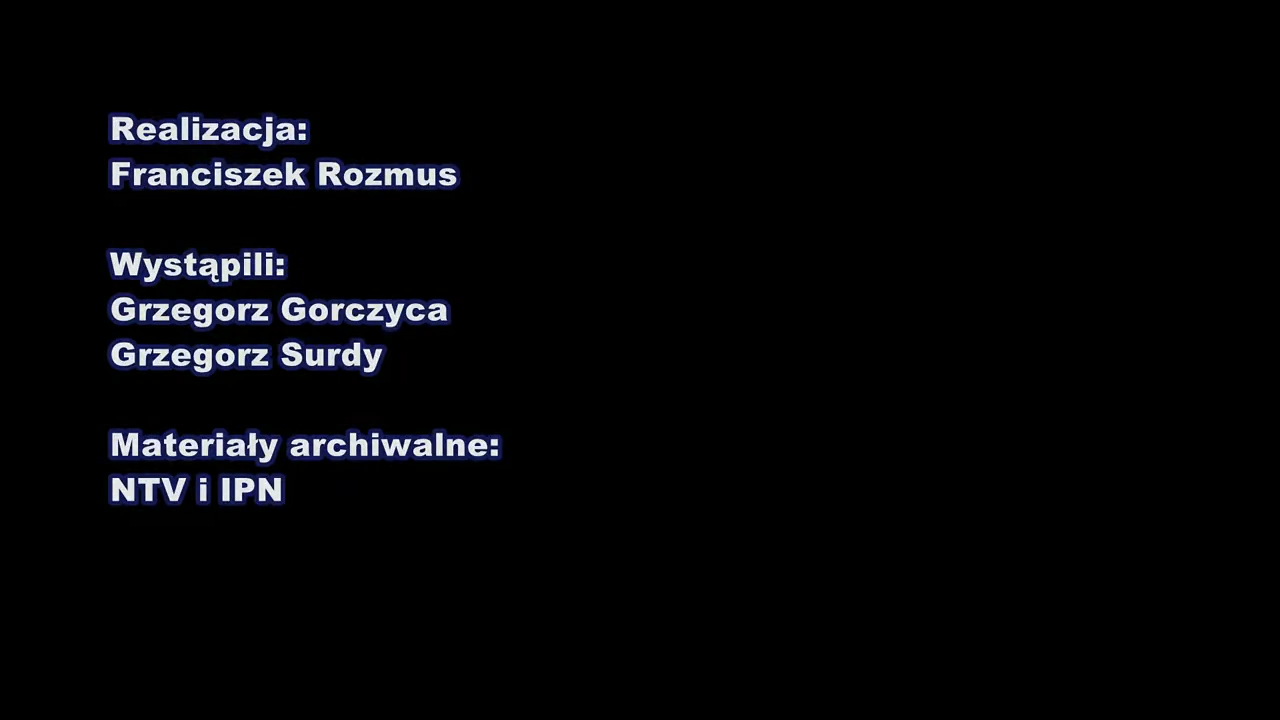 Realizacja:
Franciszek Rozmus
Wystąpili:
Grzegorz Gorczyca
Grzegorz Surdy
Materiały archiwalne:
NTV i IPN